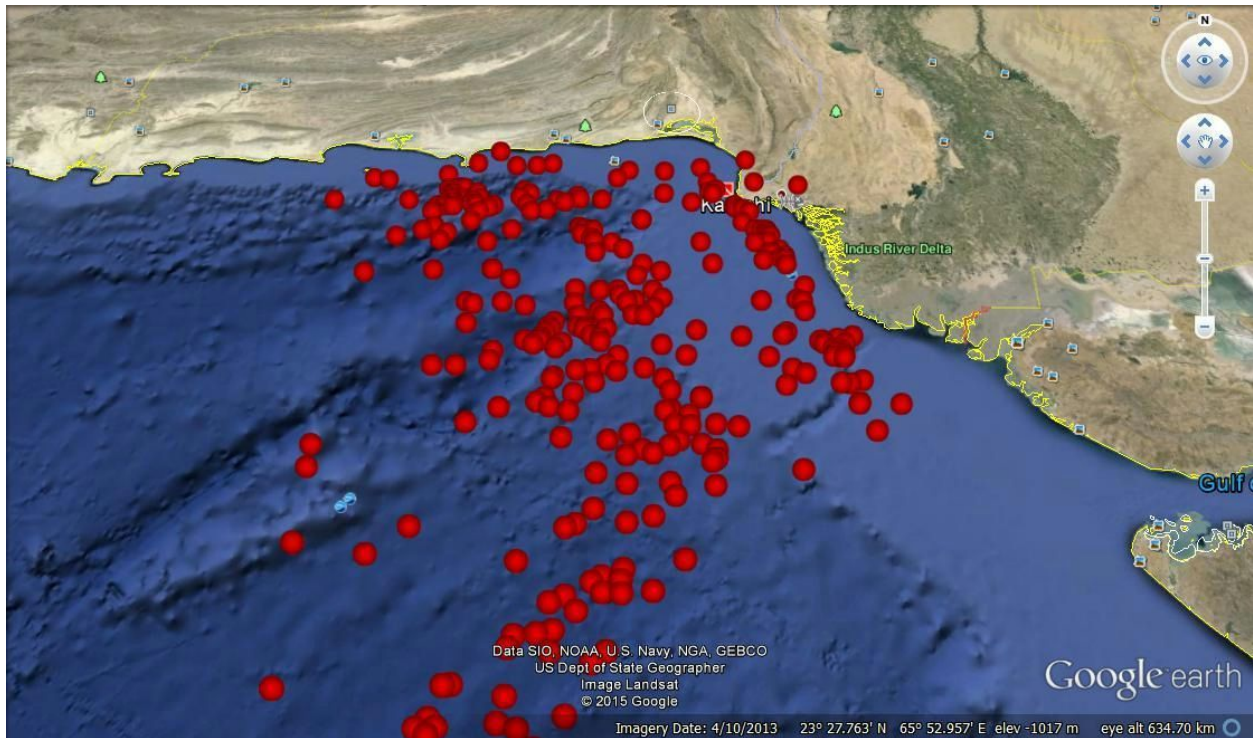 N
Indus River Delta
Data SIO, NOAA, U.S. Navy, NGA, GEBCO
US Dept of State Geographer
Image Landsat
© 2015 Google
Google earth
Imagery Date: 4/10/2013 23° 27.763' N 65° 52.957' E elev -1017 m eye alt 634.70 km